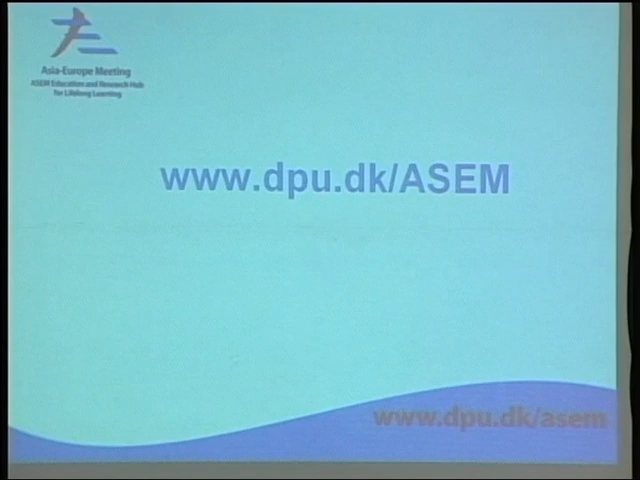 Asia-Europe Meeting
ASEM Education and Research Hub
for Lifelong Learning
www.dpu.dk/ASEM
www.dpu.dk/asem